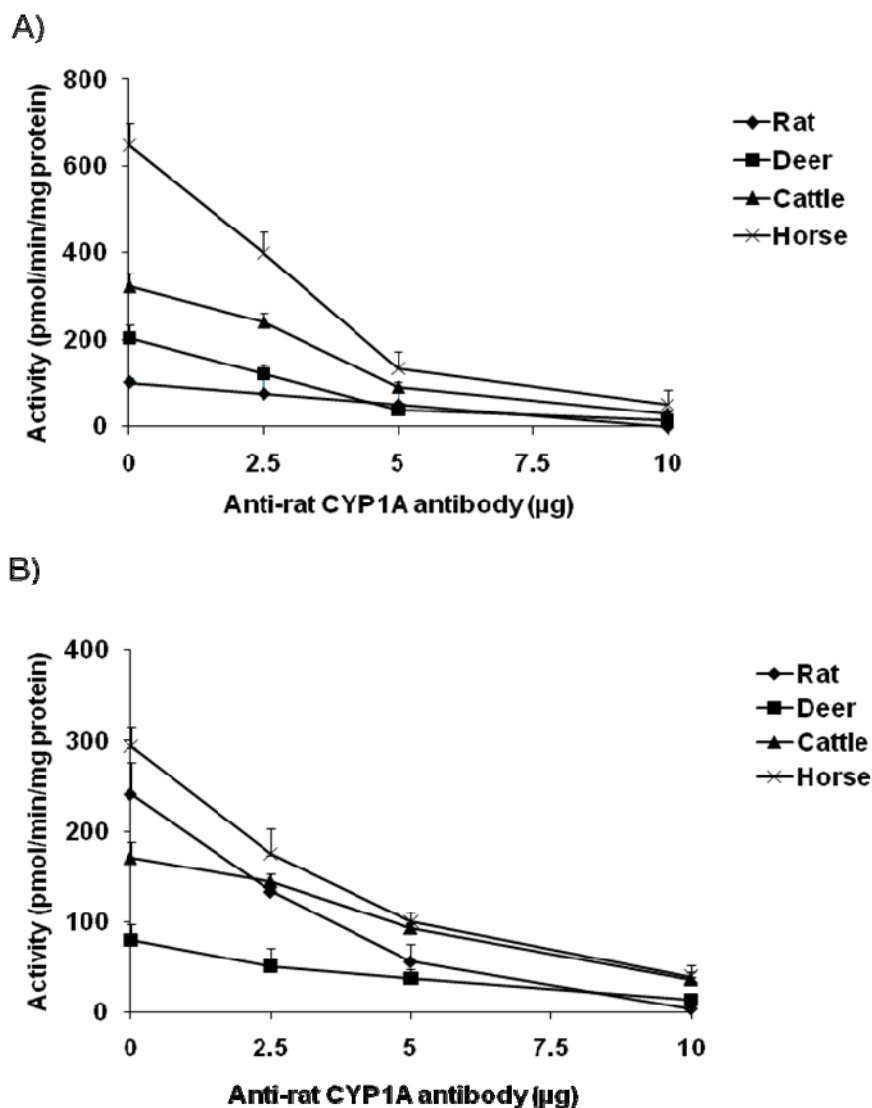 A)
Activity (pmol/min/mg protein)
800
600
400
200
0
0 2.5 5 7.5 10
Anti-rat CYP1A antibody (µg)
Rat
Deer
Cattle
Horse
B)
Activity (pmol/min/mg protein)
400
300
200
100
0
0 2.5 5 7.5 10
Anti-rat CYP1A antibody (µg)
Rat
Deer
Cattle
Horse